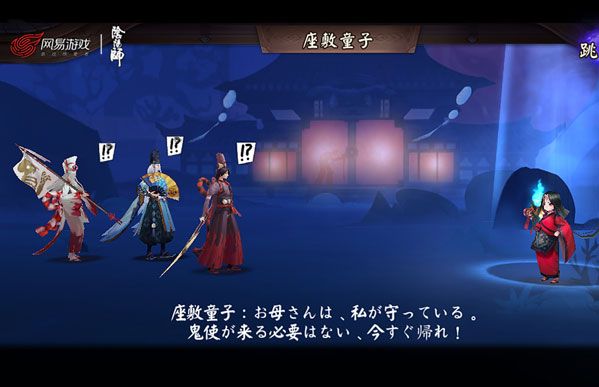 网易游戏
陰陽師
座敷童子
跳
!?
!?
!?
座敷童子：お母さんは、私が守っている。
鬼使が来る必要はない、今すぐ帰れ！